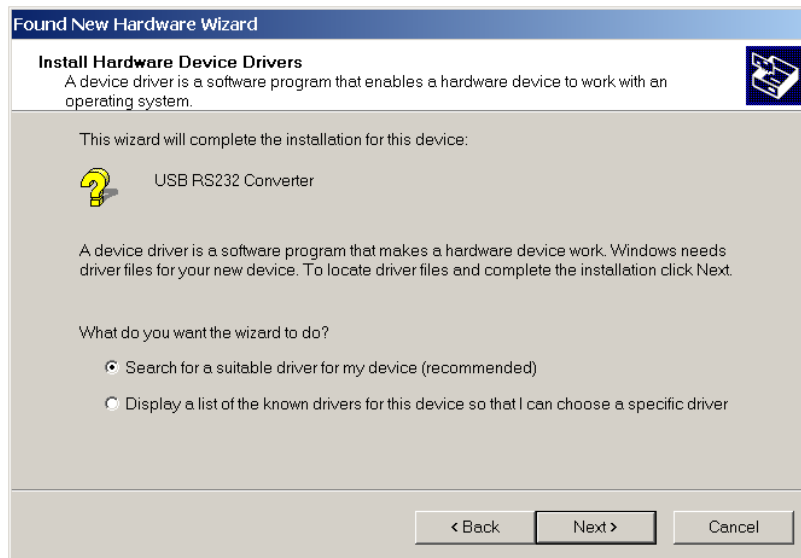 Found New Hardware Wizard
Install Hardware Device Drivers
A device driver is a software program that enables a hardware device to work with an
operating system.
This wizard will complete the installation for this device:
USB RS232 Converter
A device driver is a software program that makes a hardware device work. Windows needs
driver files for your new device. To locate driver files and complete the installation click Next.
What do you want the wizard to do?
Search for a suitable driver for my device (recommended)
Display a list of the known drivers for this device so that I can choose a specific driver
< Back Next > Cancel